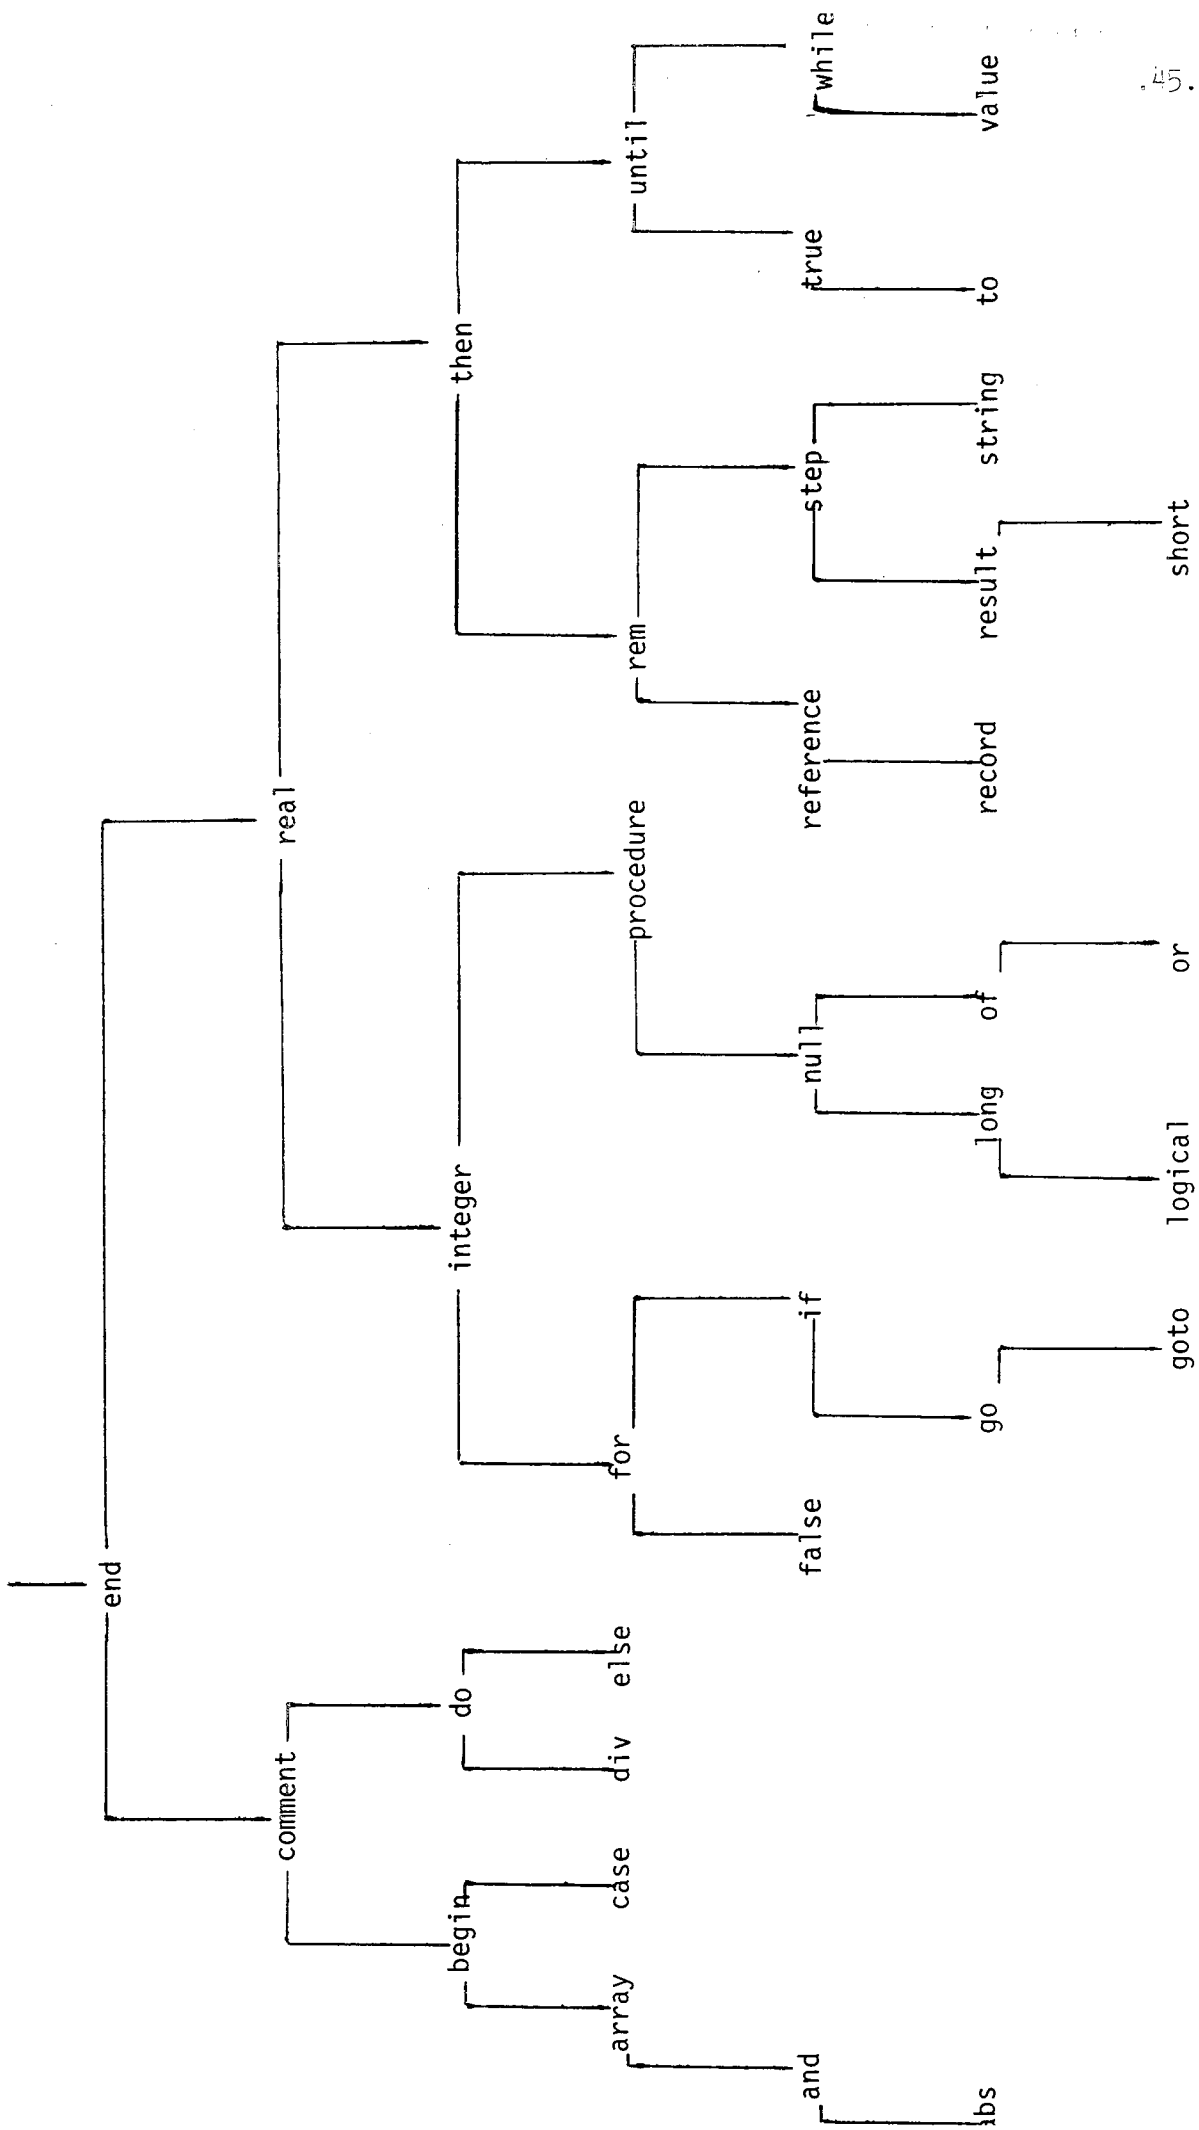 .45.
end
comment
real
begin
do
integer
then
array
case
div
else
for
procedure
rem
until
and
false
if
null
reference
step
true
while
abs
go
long
of
record
result
string
to
value
goto
logical
or
short